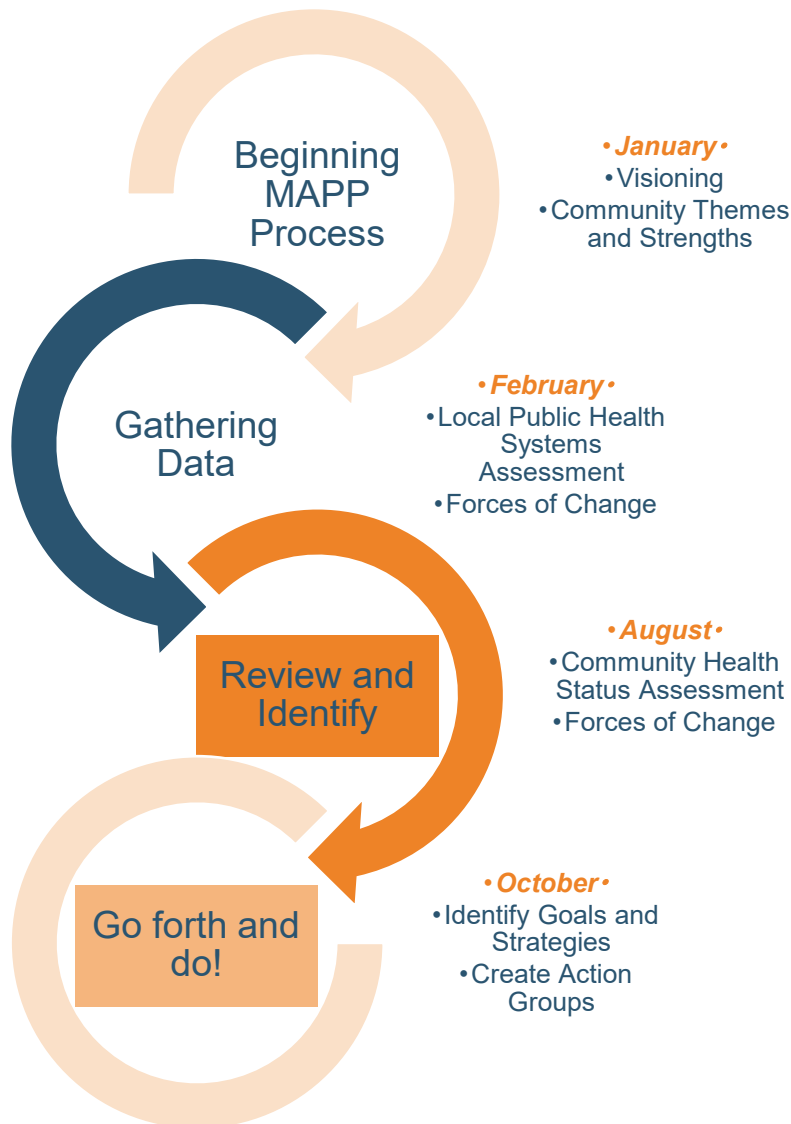 Beginning
MAPP
Process
•January•
•Visioning
•Community Themes
and Strengths
Gathering
Data
•February•
•Local Public Health
Systems
Assessment
•Forces of Change
Review and
Identify
•August•
•Community Health
Status Assessment
•Forces of Change
Go forth and
do!
•October•
•Identify Goals and
Strategies
•Create Action
Groups